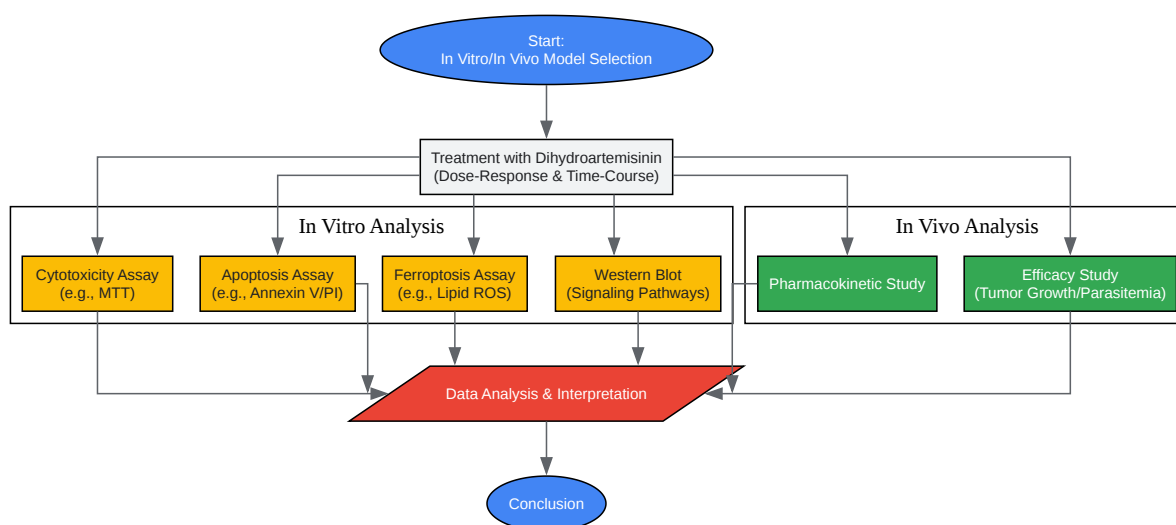 Start:
In Vitro/In Vivo Model Selection
Treatment with Dihydroartemisinin
(Dose-Response & Time-Course)
In Vitro Analysis
In Vivo Analysis
Cytotoxicity Assay
(e.g., MTT)
Apoptosis Assay
(e.g., Annexin V/PI)
Ferroptosis Assay
(e.g., Lipid ROS)
Western Blot
(Signaling Pathways)
Pharmacokinetic Study
Efficacy Study
(Tumor Growth/Parasitemia)
Data Analysis & Interpretation
Conclusion